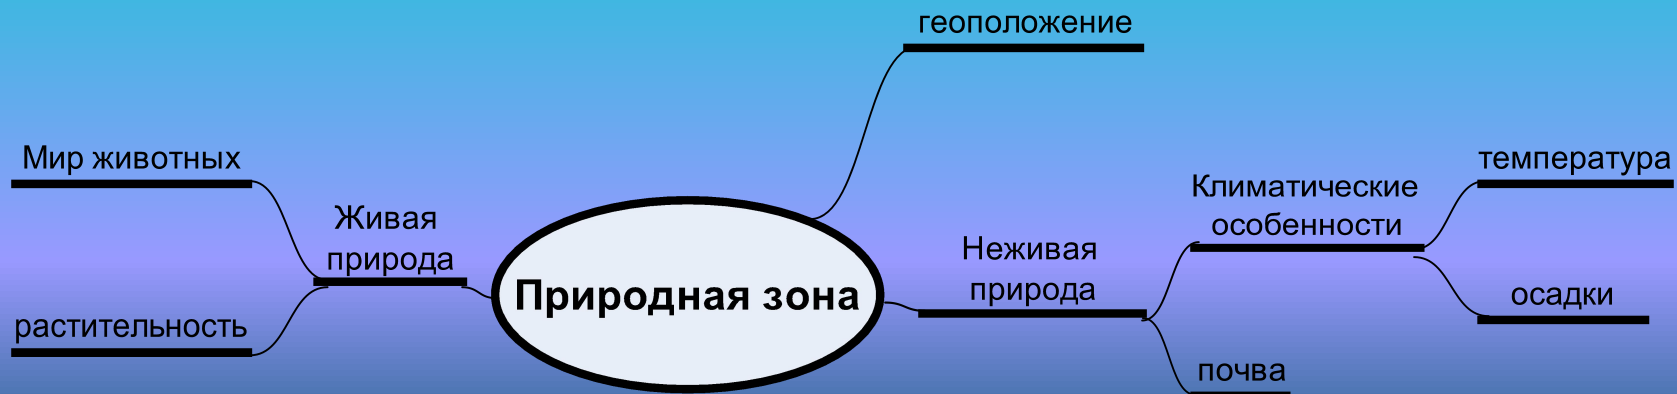 геоположение
Мир животных
температура
Климатические
особенности
Живая
природа
Неживая
природа
Природная зона
осадки
растительность
почва